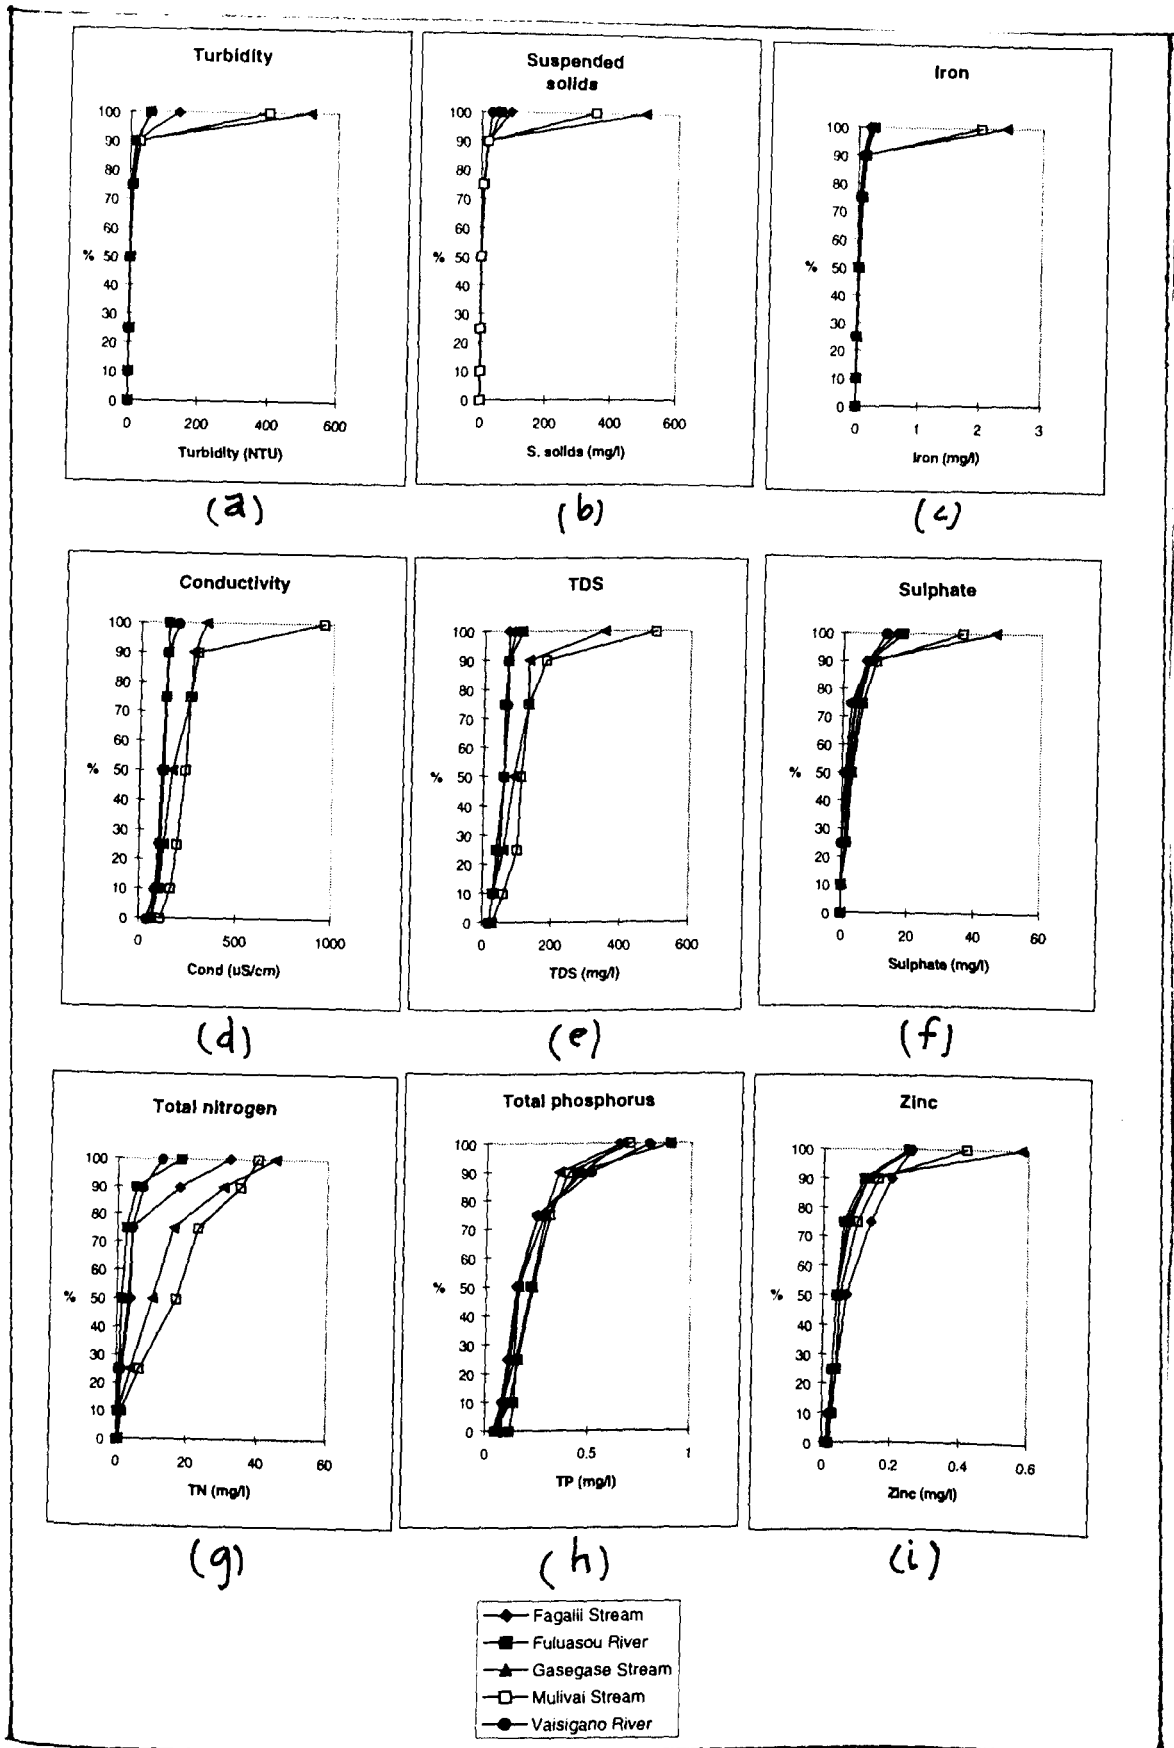 Turbidity
100
90
80
70
60
% 50
40
30
20
10
0
0 200 400 600
Turbidity (NTU)
(a)
Suspended
solids
100
90
80
70
60
% 50
40
30
20
10
0
0 200 400 600
S. solids (mg/l)
(b)
Iron
100
90
80
70
60
% 50
40
30
20
10
0
0 1 2 3
Iron (mg/l)
(c)
Conductivity
100
90
80
70
60
% 50
40
30
20
10
0
0 500 1000
Cond (uS/cm)
(d)
TDS
100
90
80
70
60
% 50
40
30
20
10
0
0 200 400 600
TDS (mg/l)
(e)
Sulphate
100
90
80
70
60
% 50
40
30
20
10
0
0 20 40 60
Sulphate (mg/l)
(f)
Total nitrogen
100
90
80
70
60
% 50
40
30
20
10
0
0 20 40 60
TN (mg/l)
(g)
Total phosphorus
100
90
80
70
60
% 50
40
30
20
10
0
0 0.5 1
TP (mg/l)
(h)
Zinc
100
90
80
70
60
% 50
40
30
20
10
0
0 0.2 0.4 0.6
Zinc (mg/l)
(i)
Fagalii Stream
Fuluasou River
Gasegase Stream
Mulivai Stream
Vaisigano River